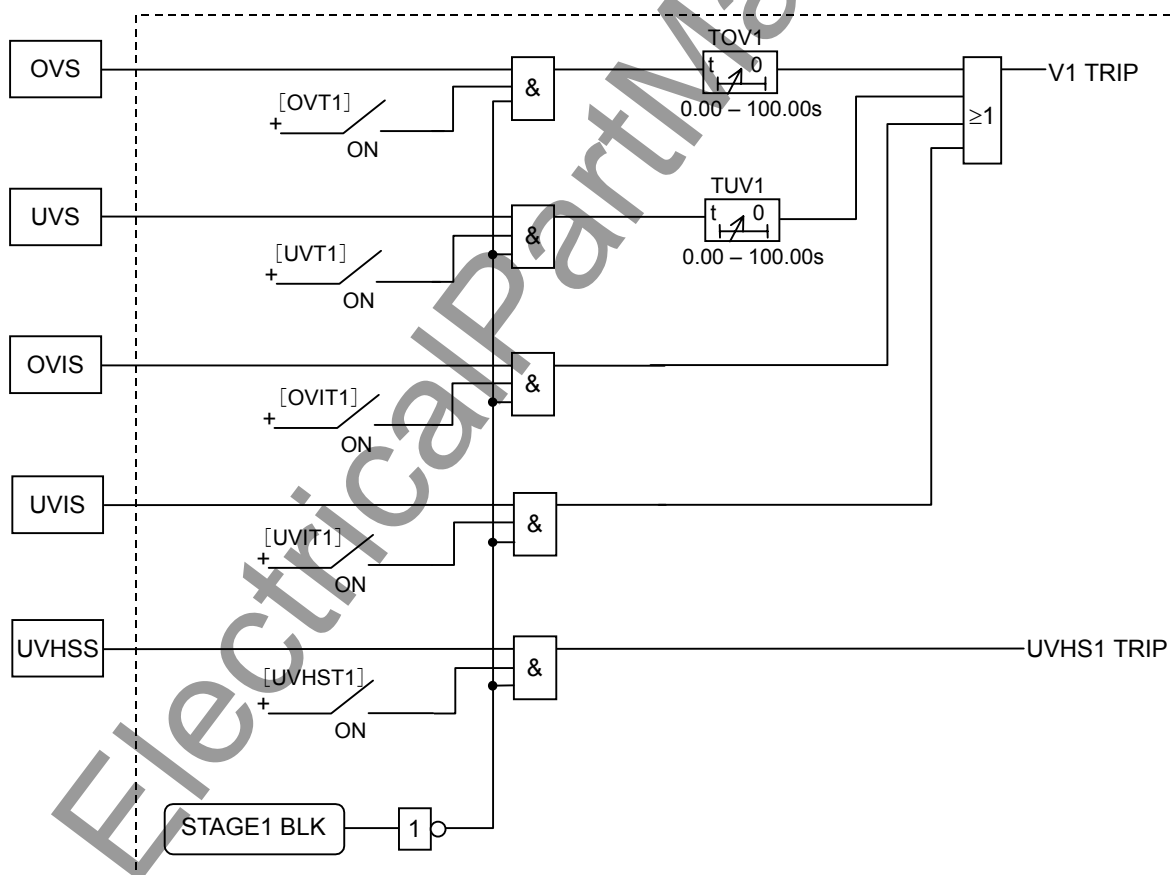 TOV1
OVS
t 0
V1 TRIP
&
[OVT1]
+
ON
0.00 – 100.00s
≥1
TUV1
UVS
t 0
&
[UVT1]
+
ON
0.00 – 100.00s
OVIS
&
[OVIT1]
+
ON
UVIS
&
[UVIT1]
+
ON
UVHSS
&
UVHS1 TRIP
[UVHST1]
+
ON
STAGE1 BLK
1
ElectricalPartMa